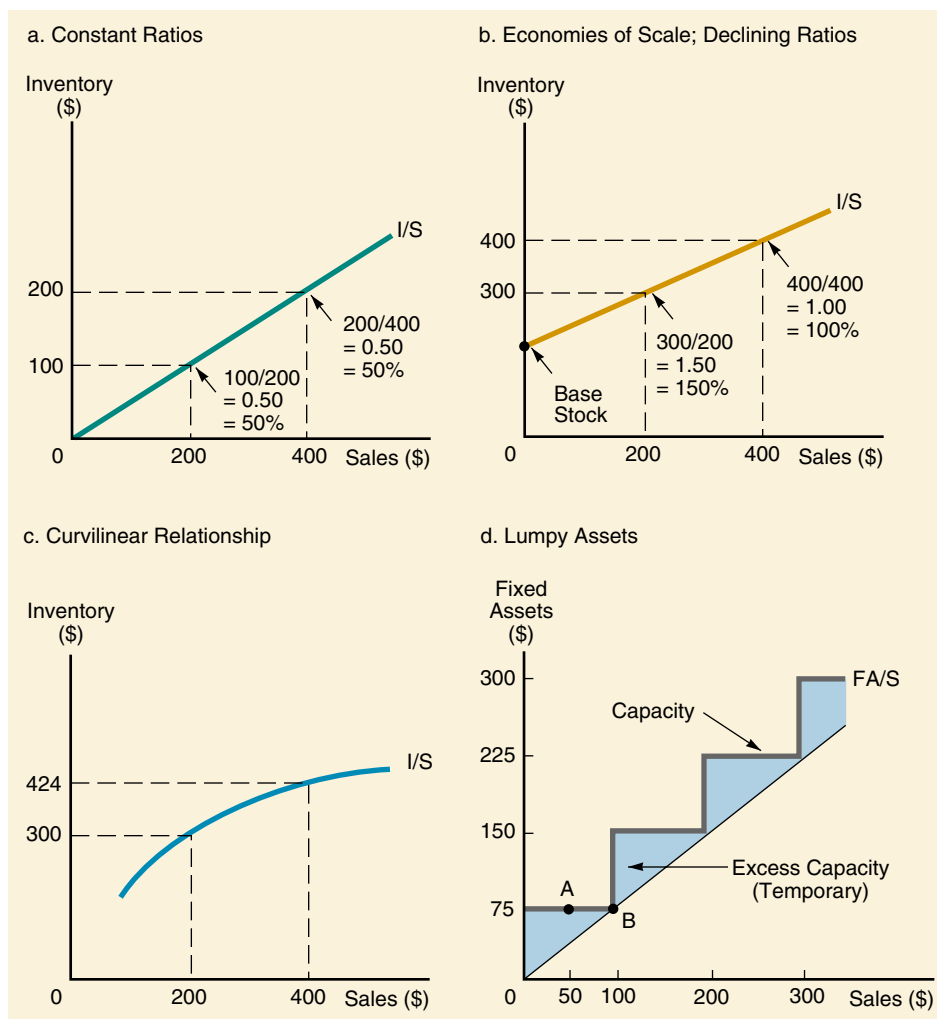 a. Constant Ratios
Inventory
($)
I/S
200
100
200/400
= 0.50
= 50%
100/200
= 0.50
= 50%
0
200
400
Sales ($)
b. Economies of Scale; Declining Ratios
Inventory
($)
I/S
400
300
400/400
= 1.00
= 100%
300/200
= 1.50
= 150%
Base
Stock
0
200
400
Sales ($)
c. Curvilinear Relationship
Inventory
($)
I/S
424
300
0
200
400
Sales ($)
d. Lumpy Assets
Fixed
Assets
($)
300
FA/S
Capacity
225
150
Excess Capacity
(Temporary)
A
75
B
0
50
100
200
300
Sales ($)